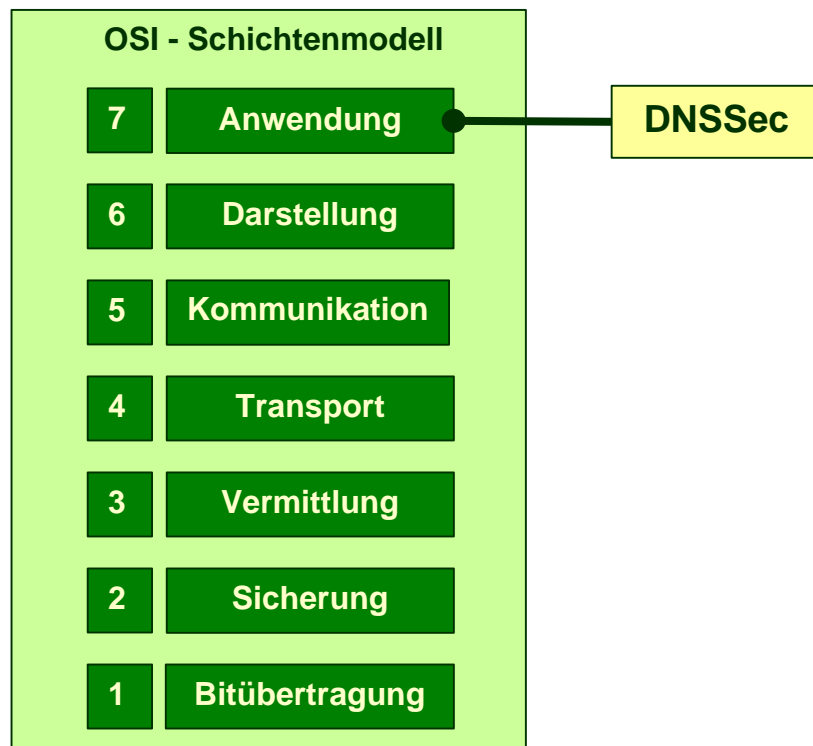 OSI - Schichtenmodell
7 Anwendung
DNSSec
6 Darstellung
5 Kommunikation
4 Transport
3 Vermittlung
2 Sicherung
1 Bitübertragung